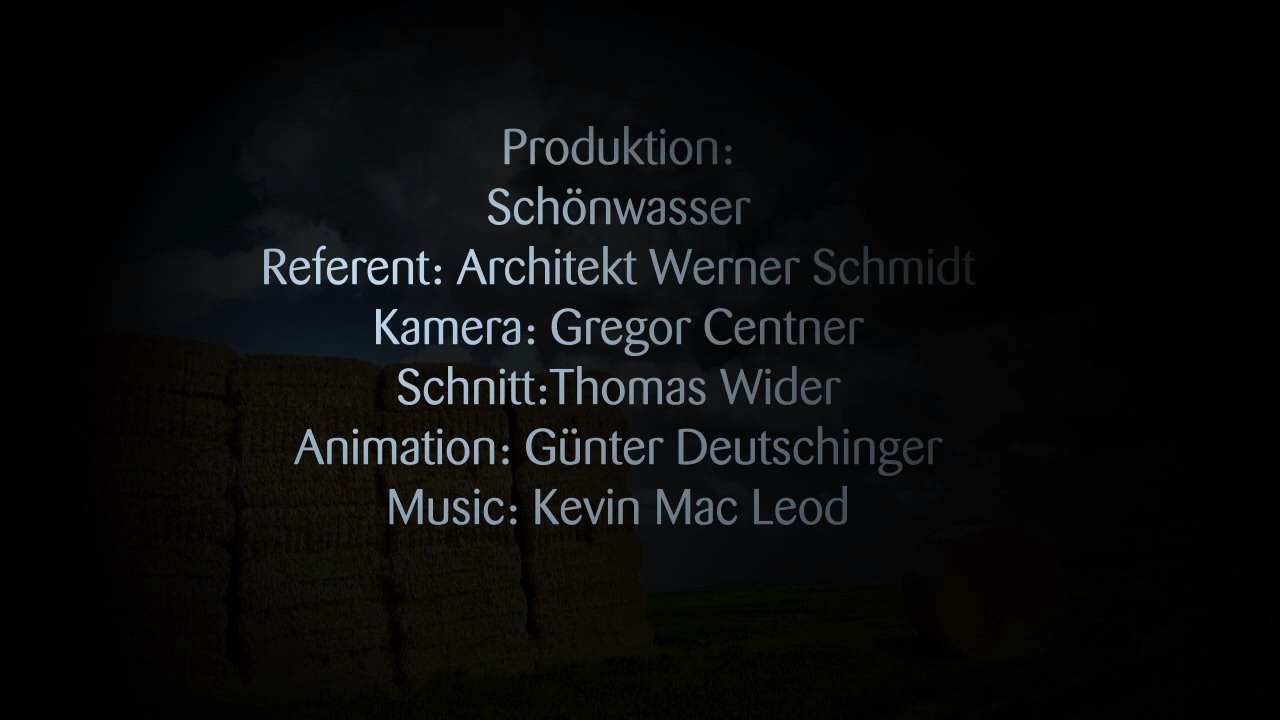 Produktion:
Schönwasser
Referent: Architekt Werner Schmidt
Kamera: Gregor Centner
Schnitt:Thomas Wider
Animation: Günter Deutschinger
Music: Kevin Mac Leod